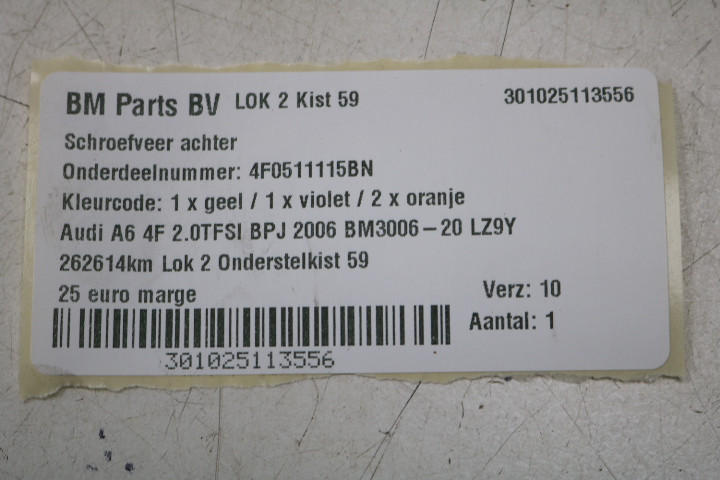 BM Parts BV LOK 2 Kist 59 301025113556
Schroefveer achter
Onderdeelnummer: 4F0511115BN
Kleurcode: 1 x geel / 1 x violet / 2 x oranje
Audi A6 4F 2.0TFSI BPJ 2006 BM3006-20 LZ9Y
262614km Lok 2 Onderstelkist 59
25 euro marge Verz: 10
Aantal: 1
301025113556